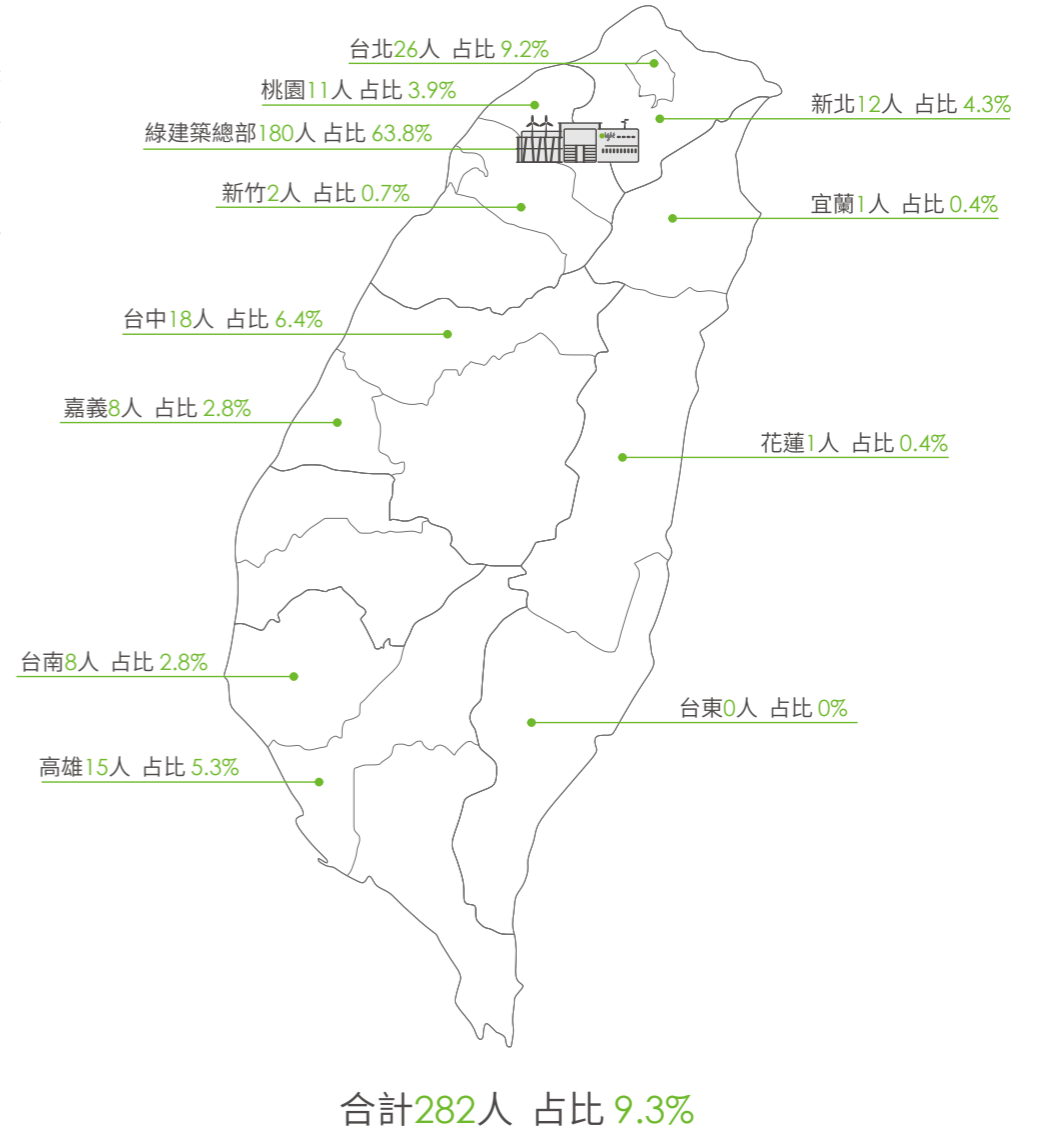 台北26人 占比 9.2%
桃園11人 占比 3.9%
新北12人 占比 4.3%
綠建築總部180人 占比 63.8%
新竹2人 占比 0.7%
宜蘭1人 占比 0.4%
台中18人 占比 6.4%
嘉義8人 占比 2.8%
花蓮1人 占比 0.4%
台南8人 占比 2.8%
台東0人 占比 0%
高雄15人 占比 5.3%
合計282人 占比 9.3%